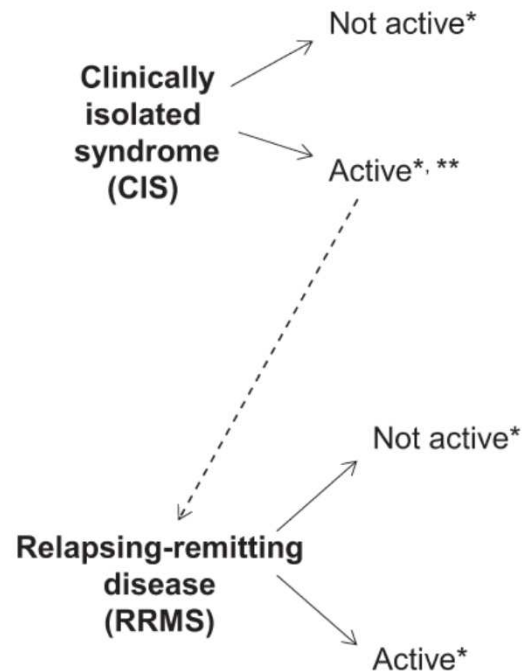 Not active*
Clinically
isolated
syndrome
(CIS)
Active*, **
Not active*
Relapsing-remitting
disease
(RRMS)
Active*